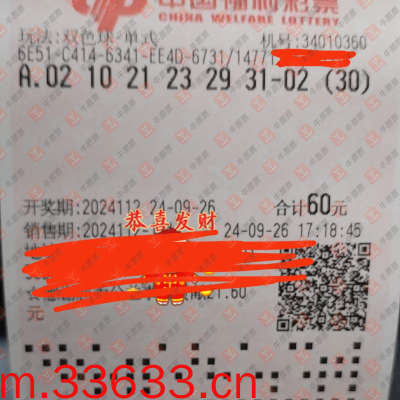 中国福利彩票
CHINA WELFARE LOTTERY
玩法:双色球-单式 机号:34010360
6E51-C414-6341-EE4D-6731/1477
A.02 10 21 23 29 31-02 (30)
开奖期:2024112 24-09-26 合计60元
恭喜发财
销售期:2024112 24-09-26 17:18:45
21.60
元
m.33633.cn